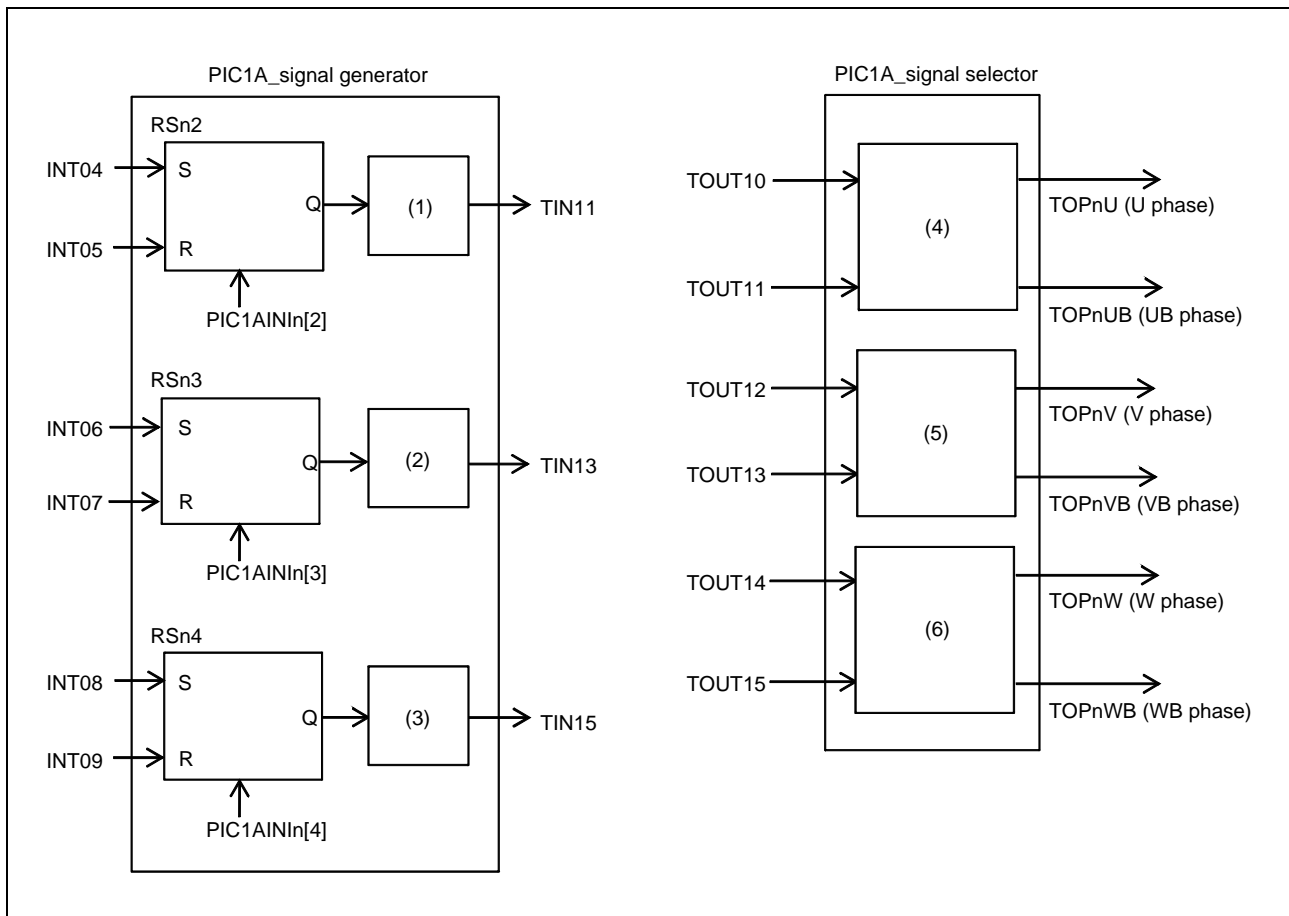 PIC1A_signal generator
RSn2
INT04
S
Q
(1)
TIN11
INT05
R
PIC1AINIn[2]
RSn3
INT06
S
Q
(2)
TIN13
INT07
R
PIC1AINIn[3]
RSn4
INT08
S
Q
(3)
TIN15
INT09
R
PIC1AINIn[4]
PIC1A_signal selector
TOUT10
TOPnU (U phase)
(4)
TOUT11
TOPnUB (UB phase)
TOUT12
TOPnV (V phase)
(5)
TOUT13
TOPnVB (VB phase)
TOUT14
TOPnW (W phase)
(6)
TOUT15
TOPnWB (WB phase)